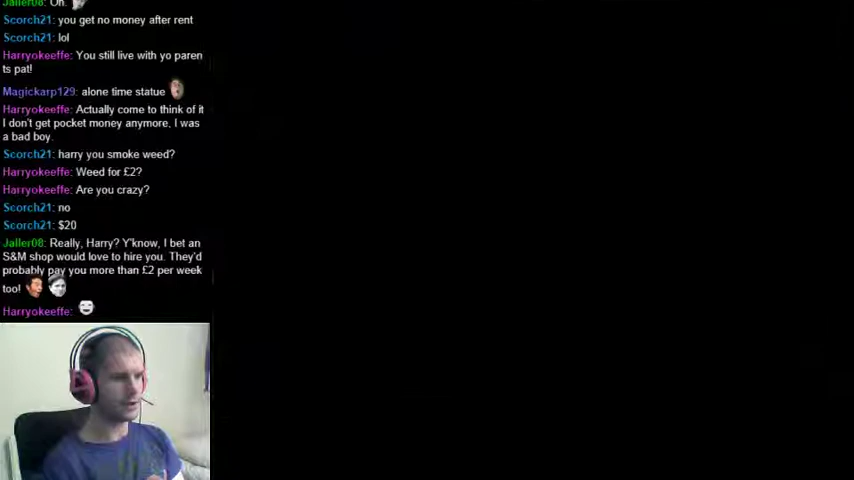 Jaller08: Oh.
Scorch21: you get no money after rent
Scorch21: lol
Harryokeeffe: You still live with yo paren
ts pat!
Magickarp129: alone time statue
Harryokeeffe: Actually come to think of it
I don't get pocket money anymore, I was
a bad boy.
Scorch21: harry you smoke weed?
Harryokeeffe: Weed for £2?
Harryokeeffe: Are you crazy?
Scorch21: no
Scorch21: $20
Jaller08: Really, Harry? Y'know, I bet an
S&M shop would love to hire you. They'd
probably pay you more than £2 per week
too!
Harryokeeffe: